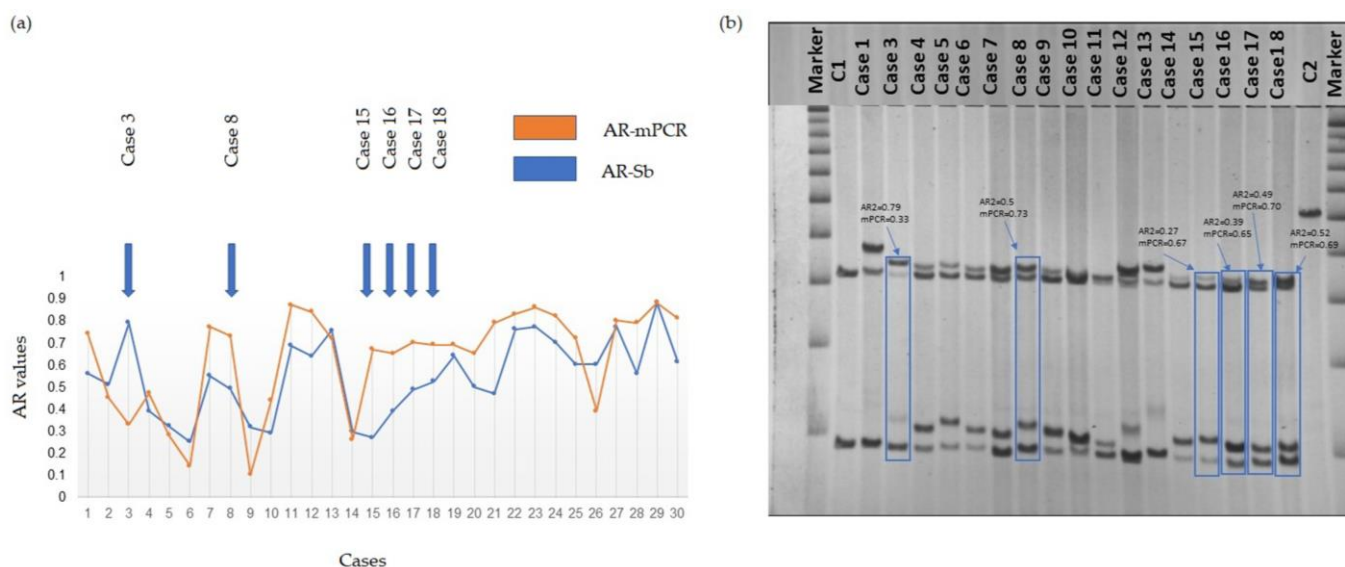 (a)
Case 3
Case 8
Case 15
Case 16
Case 17
Case 18
AR-mPCR
AR-Sb
AR values
1
0.9
0.8
0.7
0.6
0.5
0.4
0.3
0.2
0.1
0
1 2 3 4 5 6 7 8 9 10 11 12 13 14 15 16 17 18 19 20 21 22 23 24 25 26 27 28 29 30
Cases
(b)
Marker
C1
Case 1
Case 3
Case 4
Case 5
Case 6
Case 7
Case 8
Case 9
Case 10
Case 11
Case 12
Case 13
Case 14
Case 15
Case 16
Case 17
Case1 8
C2
Marker
AR2=0.79
mPCR=0.33
AR2=0.5
mPCR=0.73
AR2=0.27
mPCR=0.67
AR2=0.39
mPCR=0.65
AR2=0.49
mPCR=0.70
AR2=0.52
mPCR=0.69